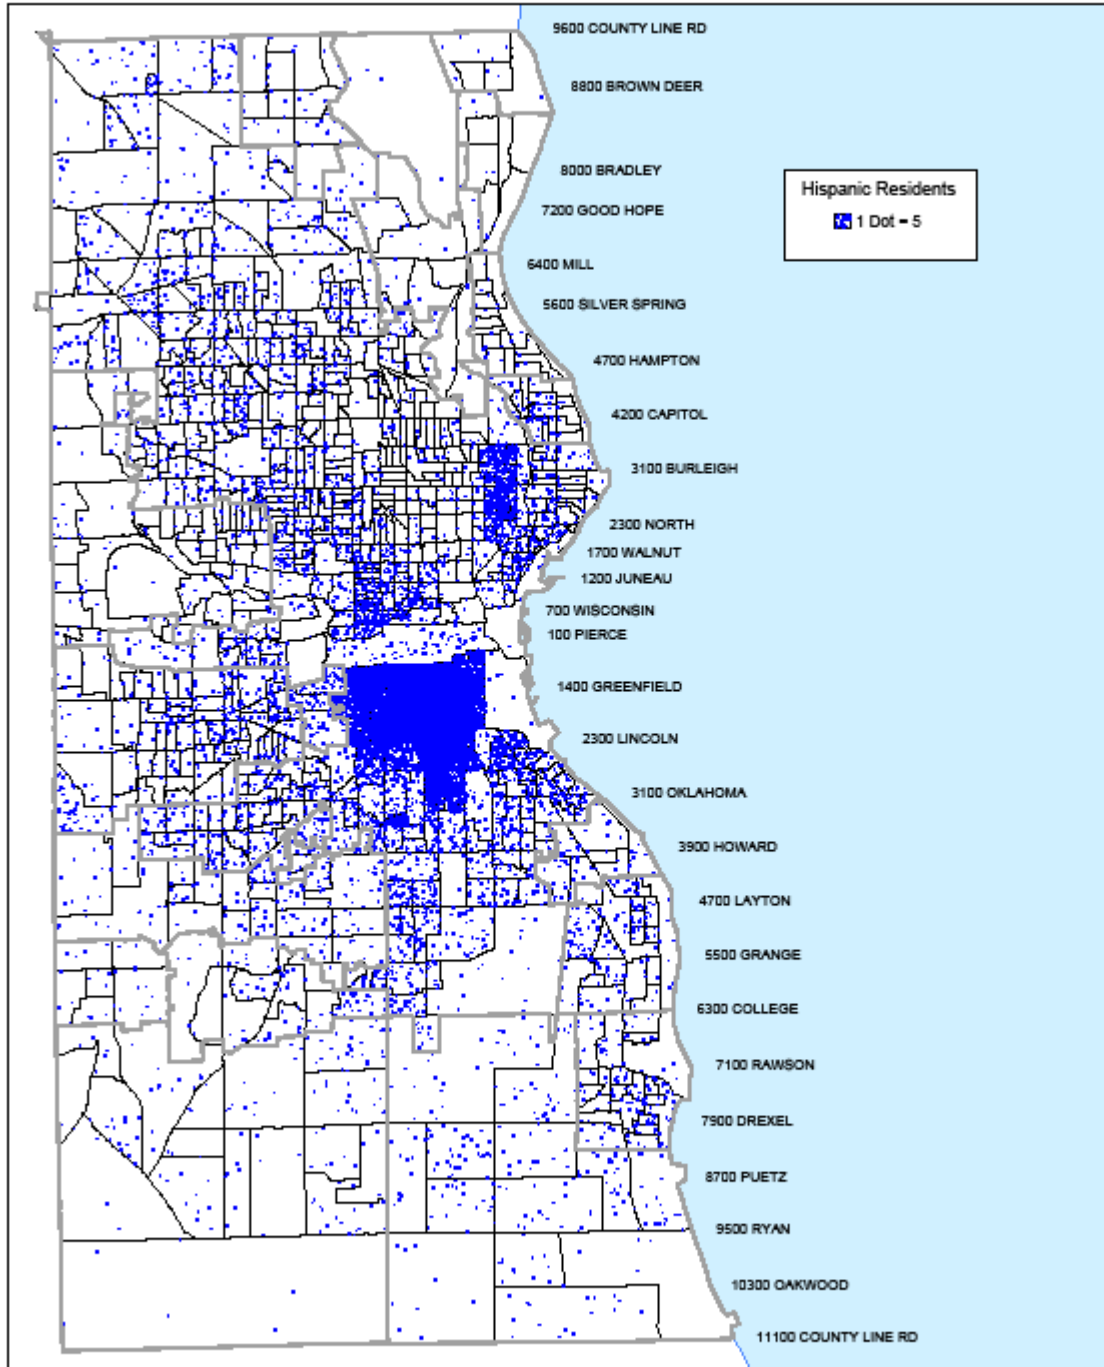 9600 COUNTY LINE RD
8800 BROWN DEER
8000 BRADLEY
Hispanic Residents
1 Dot = 5
7200 GOOD HOPE
6400 MILL
5600 SILVER SPRING
4700 HAMPTON
4200 CAPITOL
3100 BURLEIGH
2300 NORTH
1700 WALNUT
1200 JUNEAU
700 WISCONSIN
100 PIERCE
1400 GREENFIELD
2300 LINCOLN
3100 OKLAHOMA
3900 HOWARD
4700 LAYTON
5500 GRANGE
6300 COLLEGE
7100 RAWSON
7900 DREXEL
8700 PUETZ
9500 RYAN
10300 OAKWOOD
11100 COUNTY LINE RD